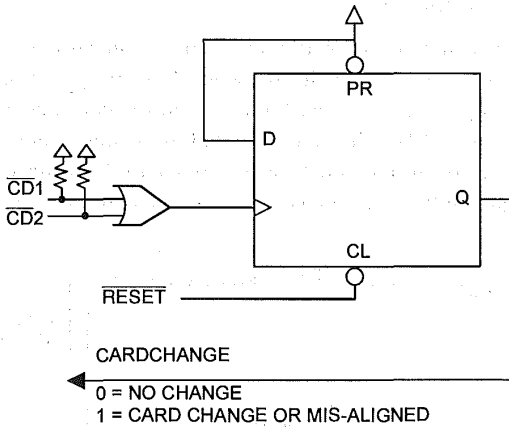 PR
D
CD1
CD2
Q
CL
RESET
CARDCHANGE
0 = NO CHANGE
1 = CARD CHANGE OR MIS-ALIGNED